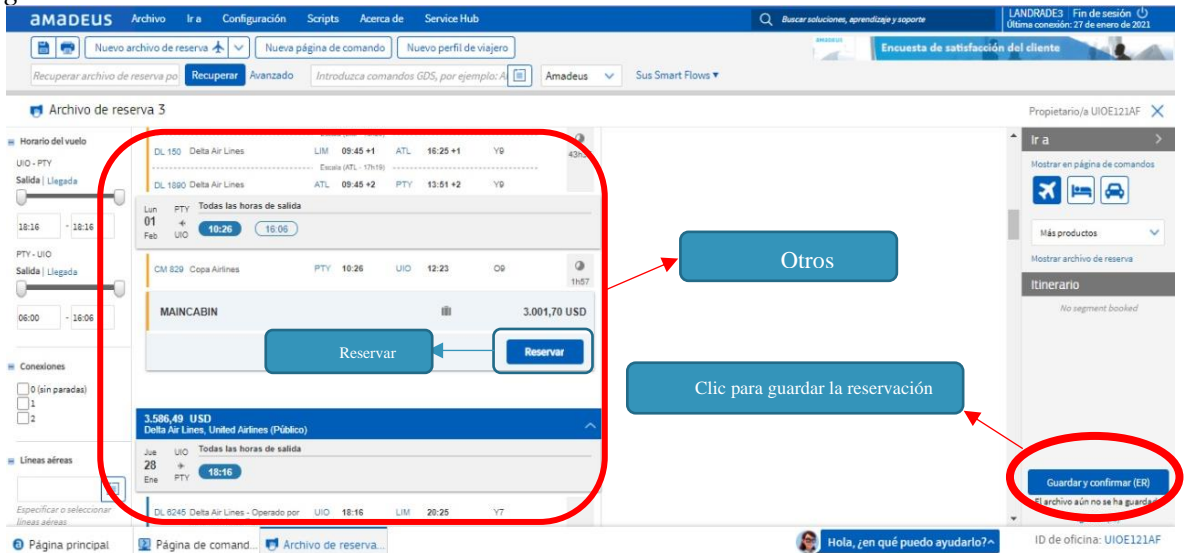 aMaDEUS Archivo Ir a Configuración Scripts Acerca de Service Hub Buscar soluciones, aprendizaje y soporte LANDRADE3 Fin de sesión
Última conexión: 27 de enero de 2021
Nuevo archivo de reserva Nueva página de comando Nuevo perfil de viajero Encuesta de satisfacción del cliente
Recuperar archivo de reserva po Recuperar Avanzado Introduzca comandos GDS, por ejemplo: A Amadeus Sus Smart Flows
Archivo de reserva 3 Propietario/a UIOE121AF
Horario del vuelo
UIO - PTY
Salida | Llegada
18:16 - 18:16
PTY - UIO
Salida | Llegada
06:00 - 16:06
Conexiones
0 (sin paradas)
1
2
Líneas aéreas
Especificar o seleccionar
líneas aéreas
DL 150 Delta Air Lines LIM 09:45 +1 ATL 16:25 +1 Y9
Escala (ATL - 17h19)
DL 1890 Delta Air Lines ATL 09:45 +2 PTY 13:51 +2 Y9
Lun 01 Feb PTY UIO Todas las horas de salida
10:26 16:06
CM 829 Copa Airlines PTY 10:26 UIO 12:23 O9 1h57
MAINCABIN 3.001,70 USD
Reservar Reservar
3.586,49 USD
Delta Air Lines, United Airlines (Público)
Jue 28 Ene UIO PTY Todas las horas de salida
18:16
DL 6245 Delta Air Lines - Operado por UIO 18:16 LIM 20:25 Y7
Otros
Clic para guardar la reservación
Ir a
Mostrar en página de comandos
Más productos
Mostrar archivo de reserva
Itinerario
No segment booked
Guardar y confirmar (ER)
El archivo aún no se ha guardad
Página principal Página de comand... Archivo de reserva... Hola, ¿en qué puedo ayudarlo? ID de oficina: UIOE121AF